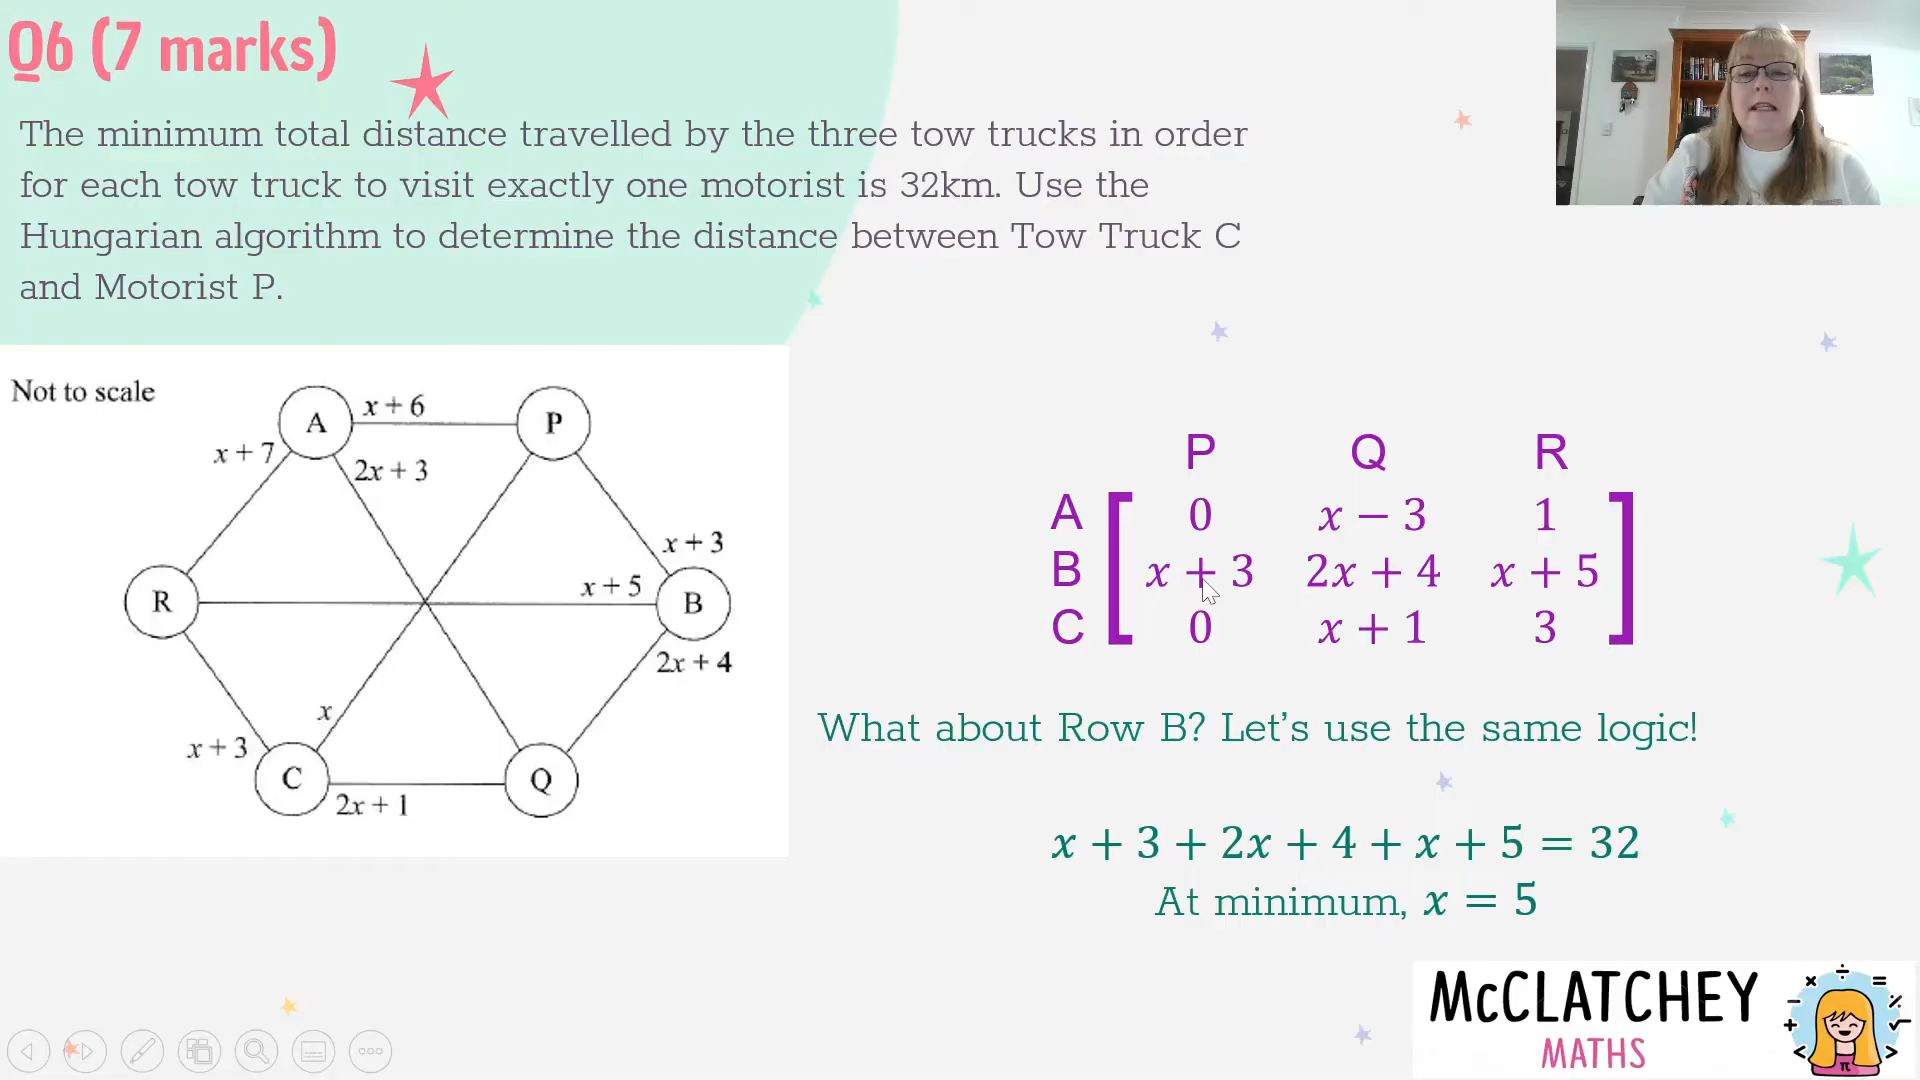 Q6 (7 marks)
The minimum total distance travelled by the three tow trucks in order
for each tow truck to visit exactly one motorist is 32km. Use the
Hungarian algorithm to determine the distance between Tow Truck C
and Motorist P.
Not to scale
A
x + 6
P
x + 7
2x + 3
x + 3
R
x + 5
B
2x + 4
x
x + 3
C
2x + 1
Q
P Q R
A 0 x − 3 1
B x + 3 2x + 4 x + 5
C 0 x + 1 3
What about Row B? Let's use the same logic!
x + 3 + 2x + 4 + x + 5 = 32
At minimum, x = 5
McCLATCHEY
MATHS